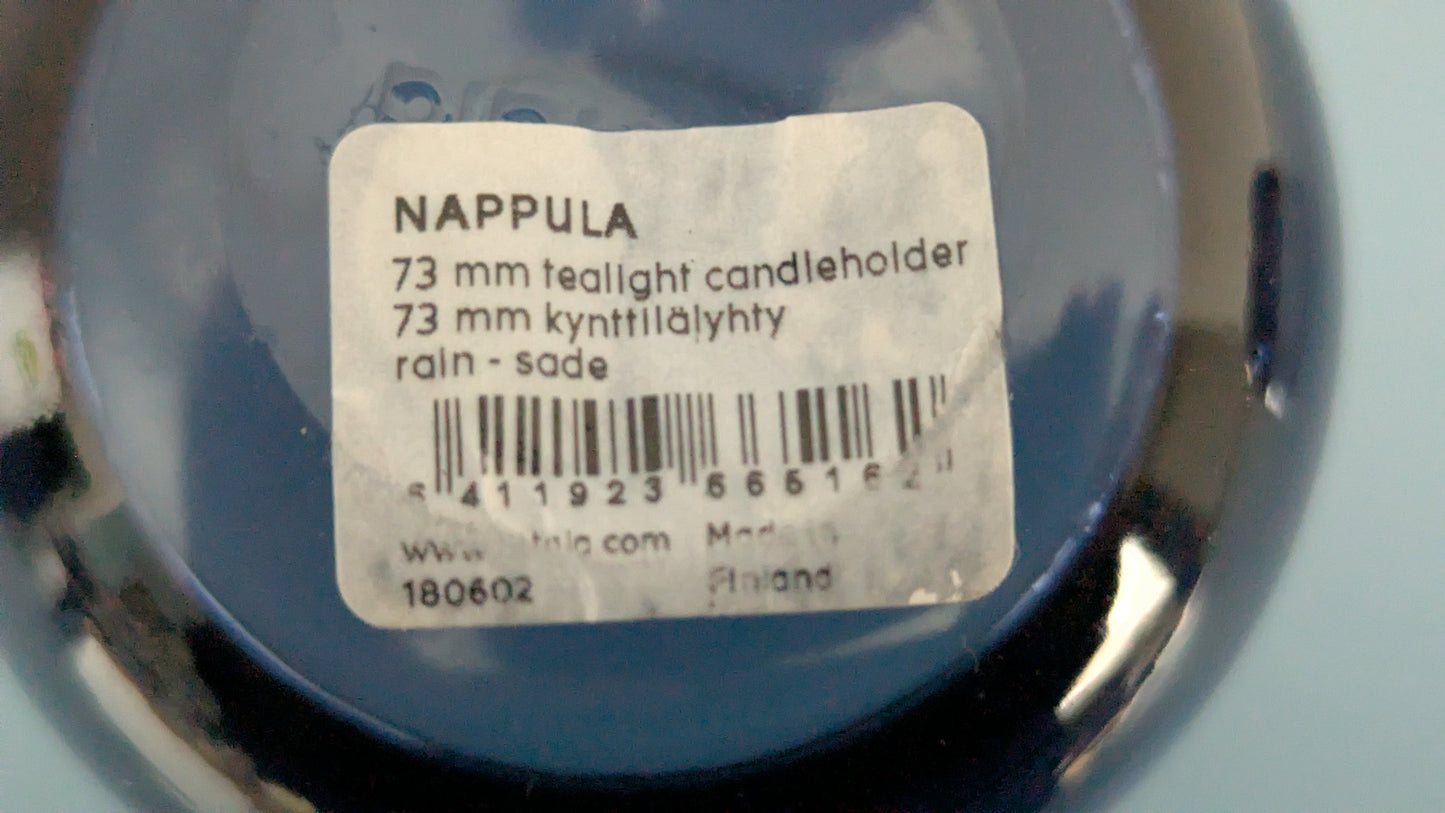 NAPPULA
73 mm tealight candleholder
73 mm kynttilälyhty
rain - sade
411923
180602 Finland